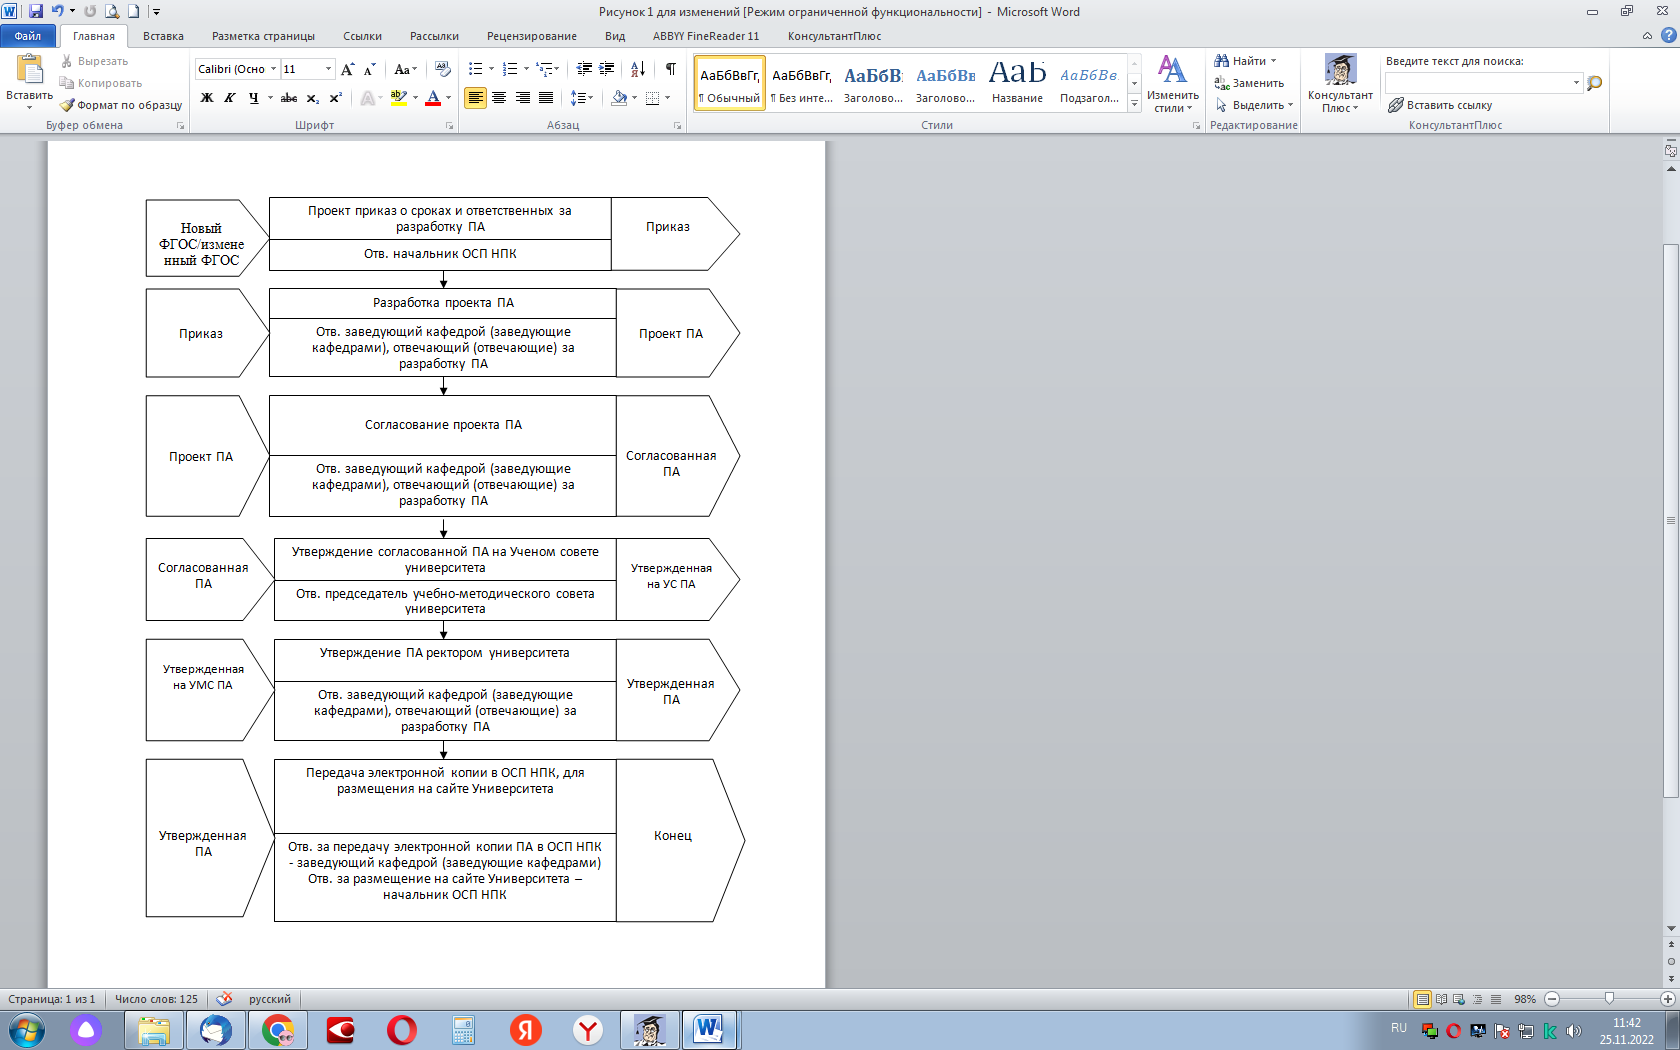 Рисунок 1 для изменений [Режим ограниченной функциональности] - Microsoft Word
Файл
Главная
Вставка
Разметка страницы
Ссылки
Рассылки
Рецензирование
Вид
ABBYY FineReader 11
КонсультантПлюс
Вставить
Вырезать
Копировать
Формат по образцу
Буфер обмена
Calibri (Осно
11
Шрифт
Абзац
АаБбВвГг,
¶ Обычный
АаБбВвГг,
¶ Без инте...
АаБбВ
Заголово...
АаБбВв
Заголово...
АаБ
Название
АаБбВв.
Подзагол...
Изменить
стили
Стили
Найти
Заменить
Выделить
Редактирование
Консультант
Плюс
Введите текст для поиска:
Вставить ссылку
КонсультантПлюс
Новый
ФГОС/измене
нный ФГОС
Проект приказ о сроках и ответственных за
разработку ПА
Отв. начальник ОСП НПК
Приказ
Приказ
Разработка проекта ПА
Отв. заведующий кафедрой (заведующие
кафедрами), отвечающий (отвечающие) за
разработку ПА
Проект ПА
Проект ПА
Согласование проекта ПА
Отв. заведующий кафедрой (заведующие
кафедрами), отвечающий (отвечающие) за
разработку ПА
Согласованная
ПА
Согласованная
ПА
Утверждение согласованной ПА на Ученом совете
университета
Отв. председатель учебно-методического совета
университета
Утвержденная
на УС ПА
Утвержденная
на УМС ПА
Утверждение ПА ректором университета
Отв. заведующий кафедрой (заведующие
кафедрами), отвечающий (отвечающие) за
разработку ПА
Утвержденная
ПА
Утвержденная
ПА
Передача электронной копии в ОСП НПК, для
размещения на сайте Университета
Отв. за передачу электронной копии ПА в ОСП НПК
- заведующий кафедрой (заведующие кафедрами)
Отв. за размещение на сайте Университета –
начальник ОСП НПК
Конец
Страница: 1 из 1
Число слов: 125
русский
98%
RU
11:42
25.11.2022